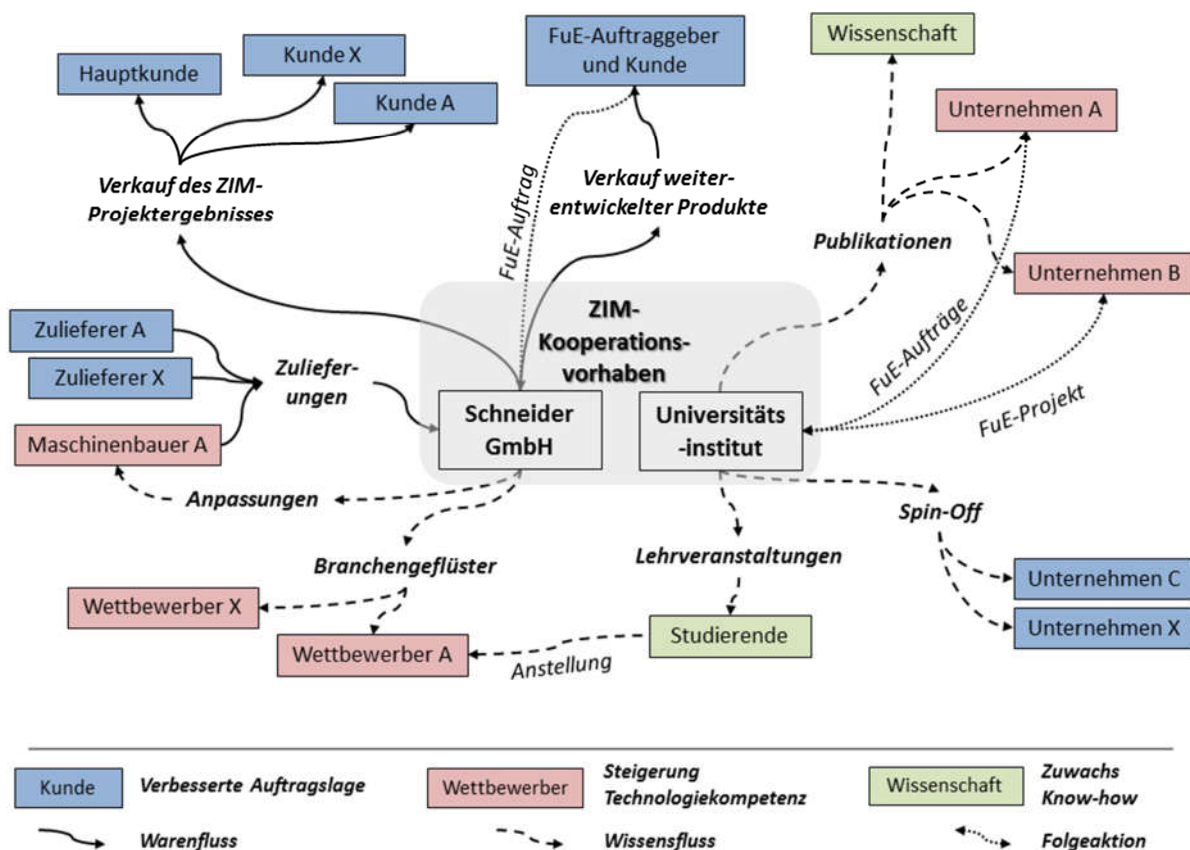 Hauptkunde
Kunde X
Kunde A
FuE-Auftraggeber
und Kunde
Wissenschaft
Unternehmen A
Verkauf des ZIM-
Projektergebnisses
FuE-Auftrag
Verkauf weiter-
entwickelter Produkte
Publikationen
Unternehmen B
ZIM-
Kooperations-
vorhaben
FuE-Aufträge
FuE-Projekt
Zulieferer A
Zulieferer X
Maschinenbauer A
Zuliefer-
ungen
Schneider
GmbH
Universitäts
-institut
Anpassungen
Branchengeflüster
Lehrveranstaltungen
Spin-Off
Wettbewerber X
Wettbewerber A
Anstellung
Studierende
Unternehmen C
Unternehmen X
Kunde
Verbesserte Auftragslage
Wettbewerber
Steigerung
Technologiekompetenz
Wissenschaft
Zuwachs
Know-how
Warenfluss
Wissensfluss
Folgeaktion